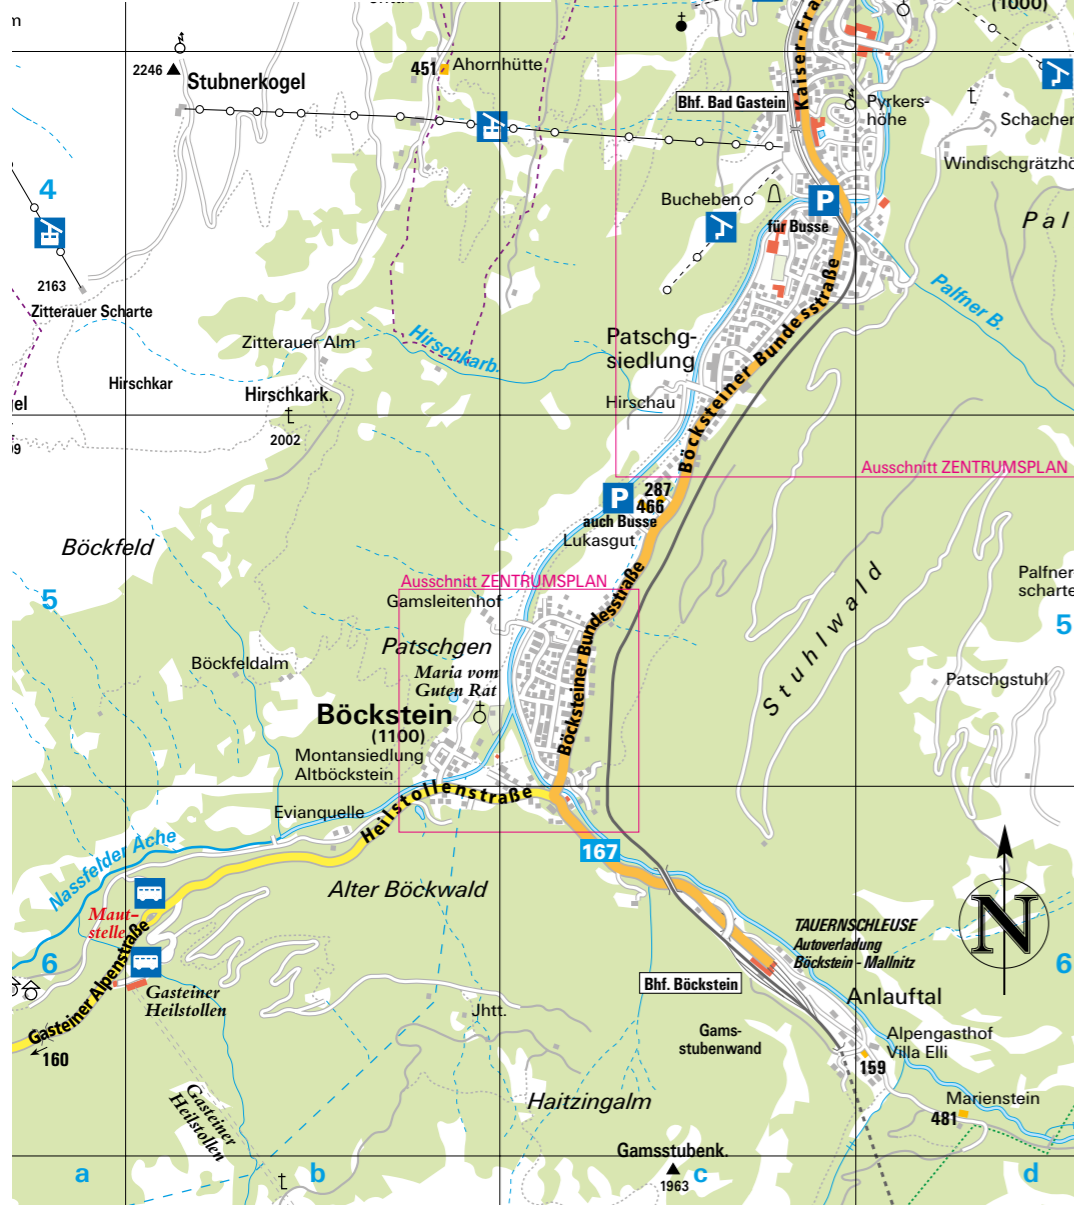 (1000)
m
2246
Stubnerkogel
451
Ahornhütte
Bhf. Bad Gastein
Kaiser-Fra
Pyrkers-
höhe
Schacher
Windischgrätzhö
4
Bucheben
P
für Busse
Pal
2163
Zitterauer Scharte
Palfner B.
Zitterauer Alm
Hirschkarb.
Patschg-
siedlung
Hirschkar
Hirschkark.
Hirschau
el
2002
Böcksteiner Bundesstraße
Ausschnitt ZENTRUMSPLAN
P
287
466
auch Busse
Lukasgut
Böckfeld
5
Ausschnitt ZENTRUMSPLAN
Gamsleitenhof
Palfner
scharte
5
Stuhlwald
Patschgen
Böckfeldalm
Maria vom
Guten Rat
Patschgstuhl
Böckstein
(1100)
Böcksteiner Bundesstraße
Montansiedlung
Altböckstein
Evianquelle
Heilstollenstraße
Nassfelder Ache
167
Alter Böckwald
Maut-
stelle
TAUERNSCHLEUSE
Autoverladung
Böckstein - Mallnitz
N
6
6
Gasteiner Alpenstraße
Gasteiner
Heilstollen
Bhf. Böckstein
Anlauftal
Jhtt.
Gams-
stubenwand
Alpengasthof
Villa Elli
160
159
Gasteiner
Heilstollen
Haitzingalm
Marienstein
481
Gamsstubenk.
1963
a
b
c
d